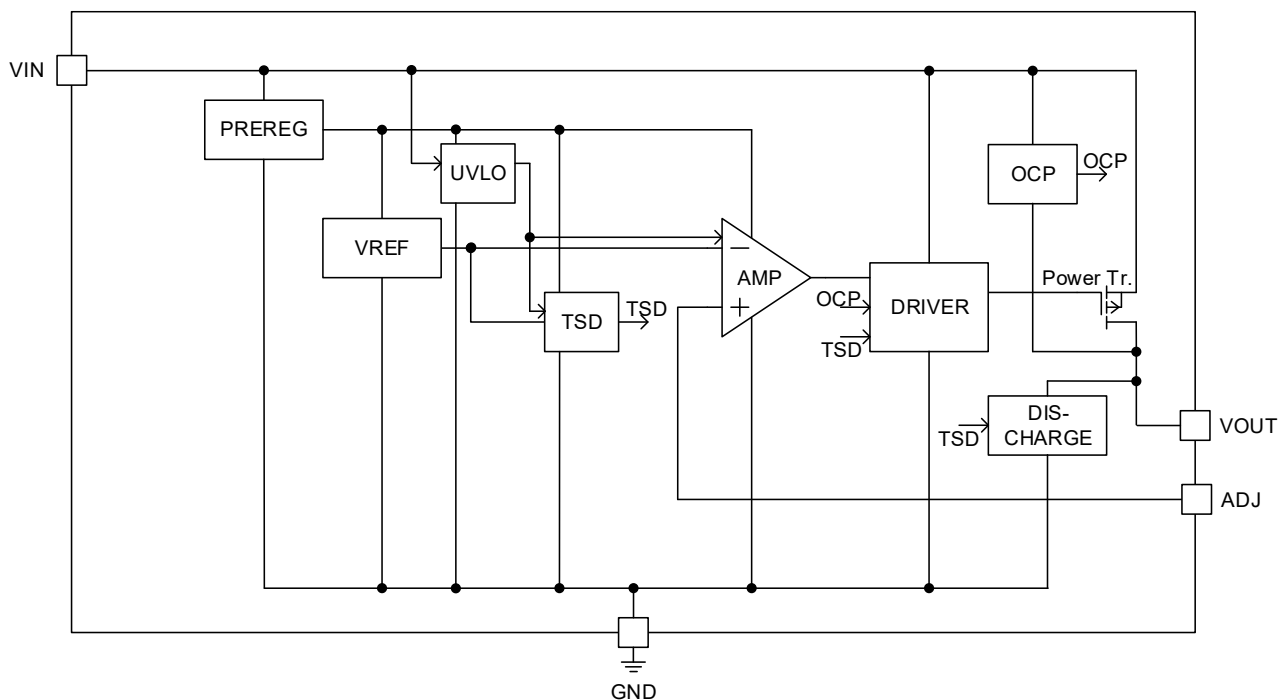 VIN
PREREG
UVLO
OCP
OCP
VREF
AMP
Power Tr.
OCP
DRIVER
TSD
TSD
TSD
DIS-
CHARGE
TSD
VOUT
ADJ
GND